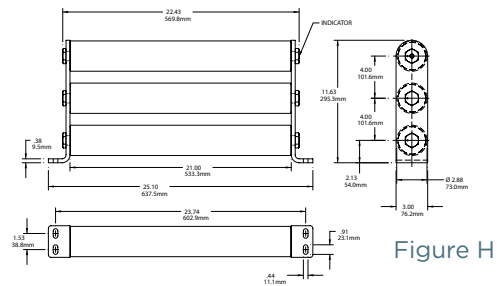 22.43
569.8mm
INDICATOR
4.00
101.6mm
11.63
295.3mm
4.00
101.6mm
.38
9.5mm
21.00
533.3mm
2.13
54.0mm
Ø 2.88
73.0mm
25.10
637.5mm
3.00
76.2mm
23.74
602.9mm
1.53
38.8mm
.91
23.1mm
.44
11.1mm
Figure H